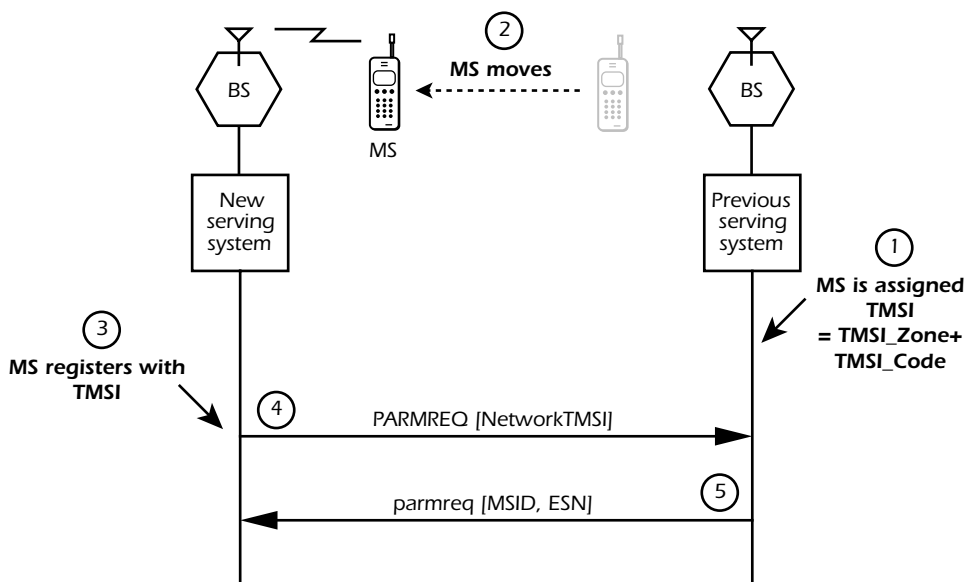 2
MS moves
BS
BS
MS
New
serving
system
Previous
serving
system
1
MS is assigned
TMSI
= TMSI_Zone+
TMSI_Code
3
MS registers with
TMSI
4
PARMREQ [NetworkTMSI]
5
parmreq [MSID, ESN]